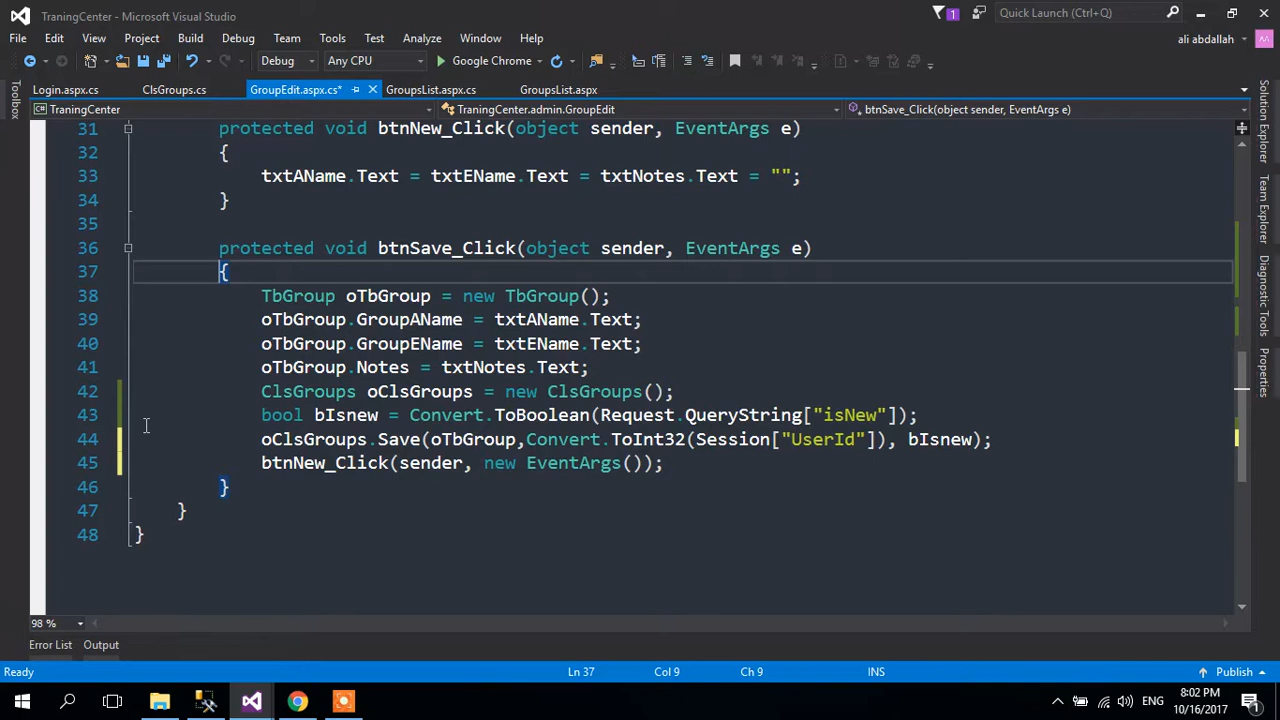 TraningCenter - Microsoft Visual Studio
1
Quick Launch (Ctrl+Q)
File Edit View Project Build Debug Team Tools Test Analyze Window Help
ali abdallah
Debug Any CPU Google Chrome
Login.aspx.cs ClsGroups.cs GroupEdit.aspx.cs* GroupsList.aspx.cs GroupsList.aspx
TraningCenter TraningCenter.admin.GroupEdit btnSave_Click(object sender, EventArgs e)
Toolbox
31 protected void btnNew_Click(object sender, EventArgs e)
32 {
33 txtAName.Text = txtEName.Text = txtNotes.Text = "";
34 }
35
36 protected void btnSave_Click(object sender, EventArgs e)
37 {
38 TbGroup oTbGroup = new TbGroup();
39 oTbGroup.GroupAName = txtAName.Text;
40 oTbGroup.GroupEName = txtEName.Text;
41 oTbGroup.Notes = txtNotes.Text;
42 ClsGroups oClsGroups = new ClsGroups();
43 bool bIsnew = Convert.ToBoolean(Request.QueryString["isNew"]);
44 oClsGroups.Save(oTbGroup,Convert.ToInt32(Session["UserId"]), bIsnew);
45 btnNew_Click(sender, new EventArgs());
46 }
47 }
48 }
Solution Explorer
Team Explorer
Properties
98 %
Error List Output
Ready Ln 37 Col 9 Ch 9 INS Publish
ENG
8:02 PM
10/16/2017
1